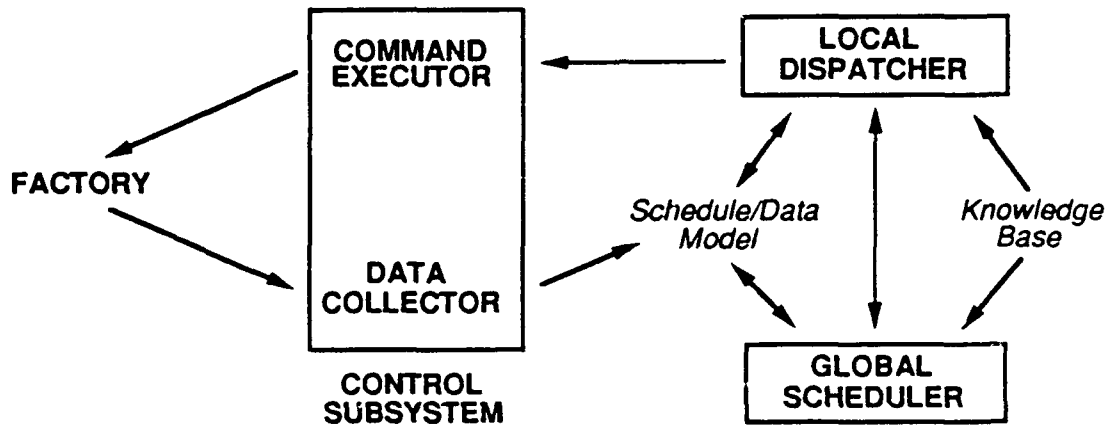 COMMAND
EXECUTOR
LOCAL
DISPATCHER
FACTORY
Schedule/Data
Model
Knowledge
Base
DATA
COLLECTOR
GLOBAL
SCHEDULER
CONTROL
SUBSYSTEM